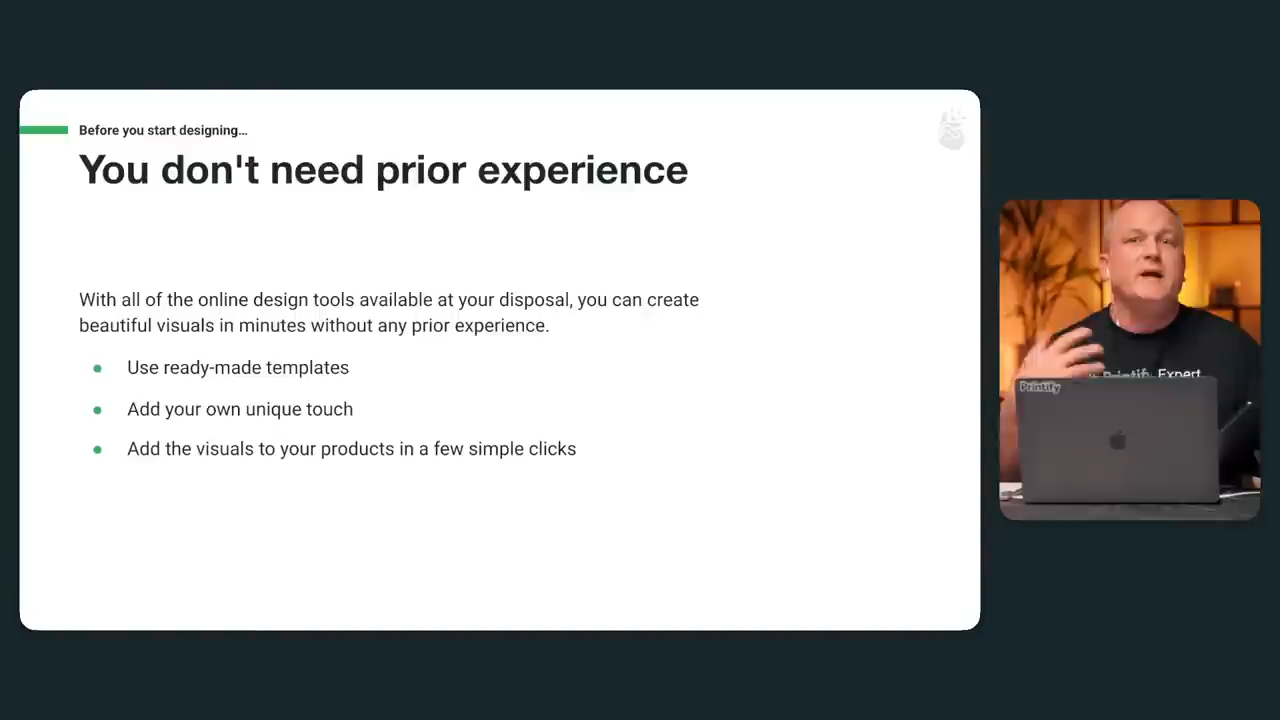 Before you start designing...
You don't need prior experience
With all of the online design tools available at your disposal, you can create
beautiful visuals in minutes without any prior experience.
Use ready-made templates
Add your own unique touch
Add the visuals to your products in a few simple clicks
Printify Expert
Printify